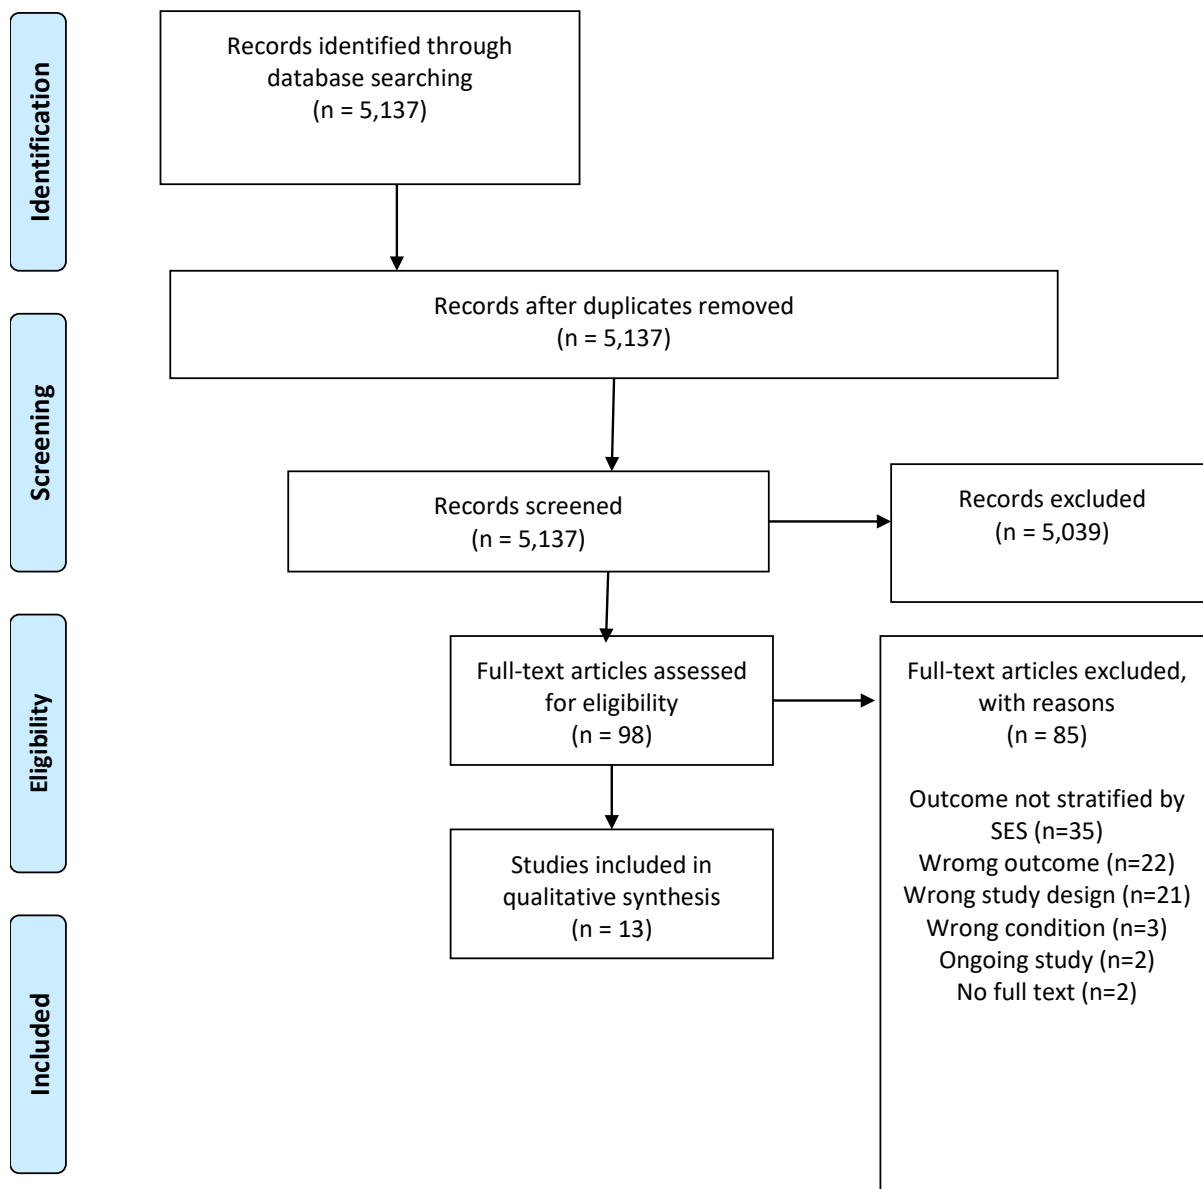 Identification
Records identified through
database searching
(n = 5,137)
Records after duplicates removed
(n = 5,137)
Screening
Records screened
(n = 5,137)
Records excluded
(n = 5,039)
Eligibility
Full-text articles assessed
for eligibility
(n = 98)
Full-text articles excluded,
with reasons
(n = 85)
Outcome not stratified by
SES (n=35)
Wromg outcome (n=22)
Wrong study design (n=21)
Wrong condition (n=3)
Ongoing study (n=2)
No full text (n=2)
Studies included in
qualitative synthesis
(n = 13)
Included